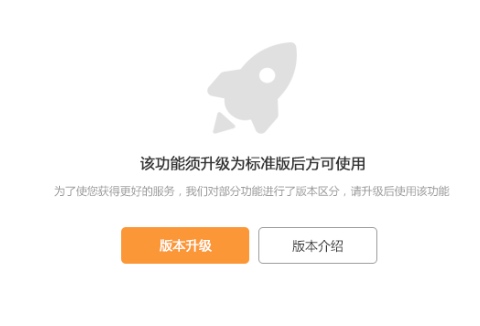 该功能须升级为标准版后方可使用
为了使您获得更好的服务，我们对部分功能进行了版本区分，请升级后使用该功能
版本升级
版本介绍